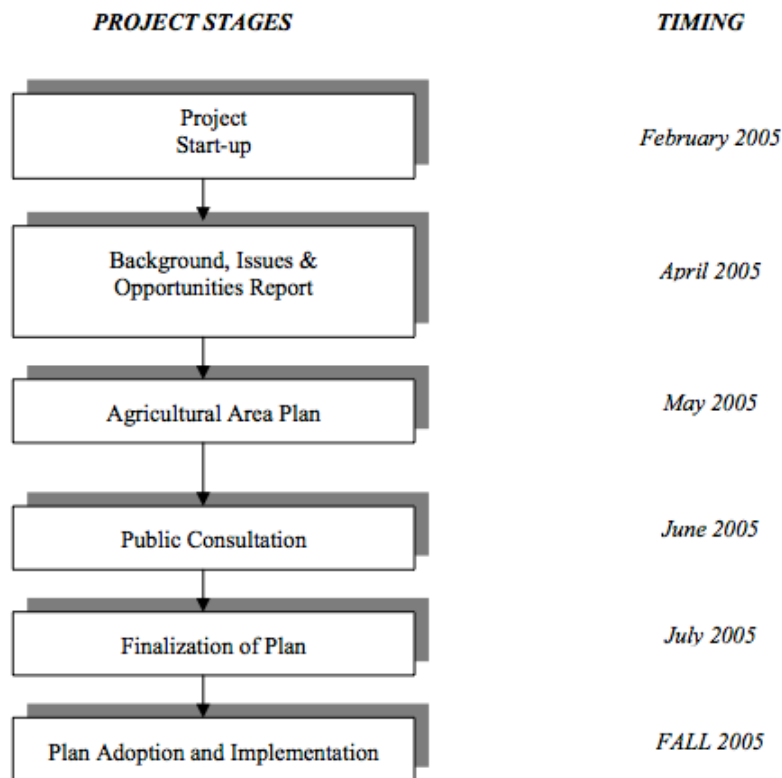 PROJECT STAGES
TIMING
Project
Start-up
February 2005
Background, Issues &
Opportunities Report
April 2005
Agricultural Area Plan
May 2005
Public Consultation
June 2005
Finalization of Plan
July 2005
Plan Adoption and Implementation
FALL 2005